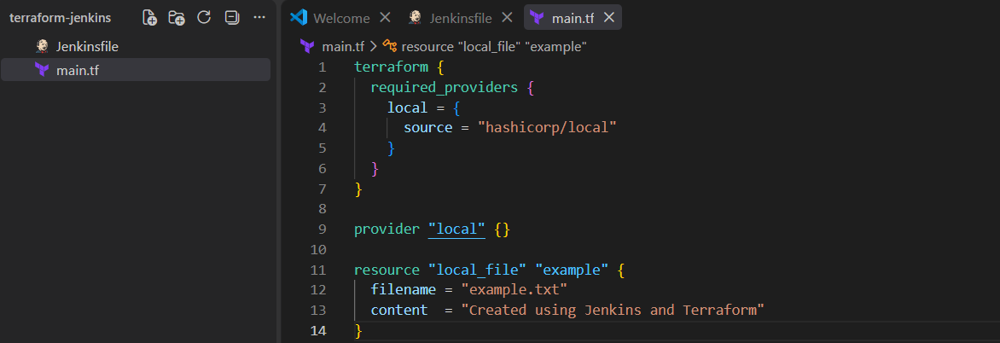 terraform-jenkins
Jenkinsfile
main.tf
Welcome
Jenkinsfile
main.tf
main.tf > resource "local_file" "example"
1 terraform {
2   required_providers {
3     local = {
4       source = "hashicorp/local"
5     }
6   }
7 }
8
9 provider "local" {}
10
11 resource "local_file" "example" {
12   filename = "example.txt"
13   content  = "Created using Jenkins and Terraform"
14 }